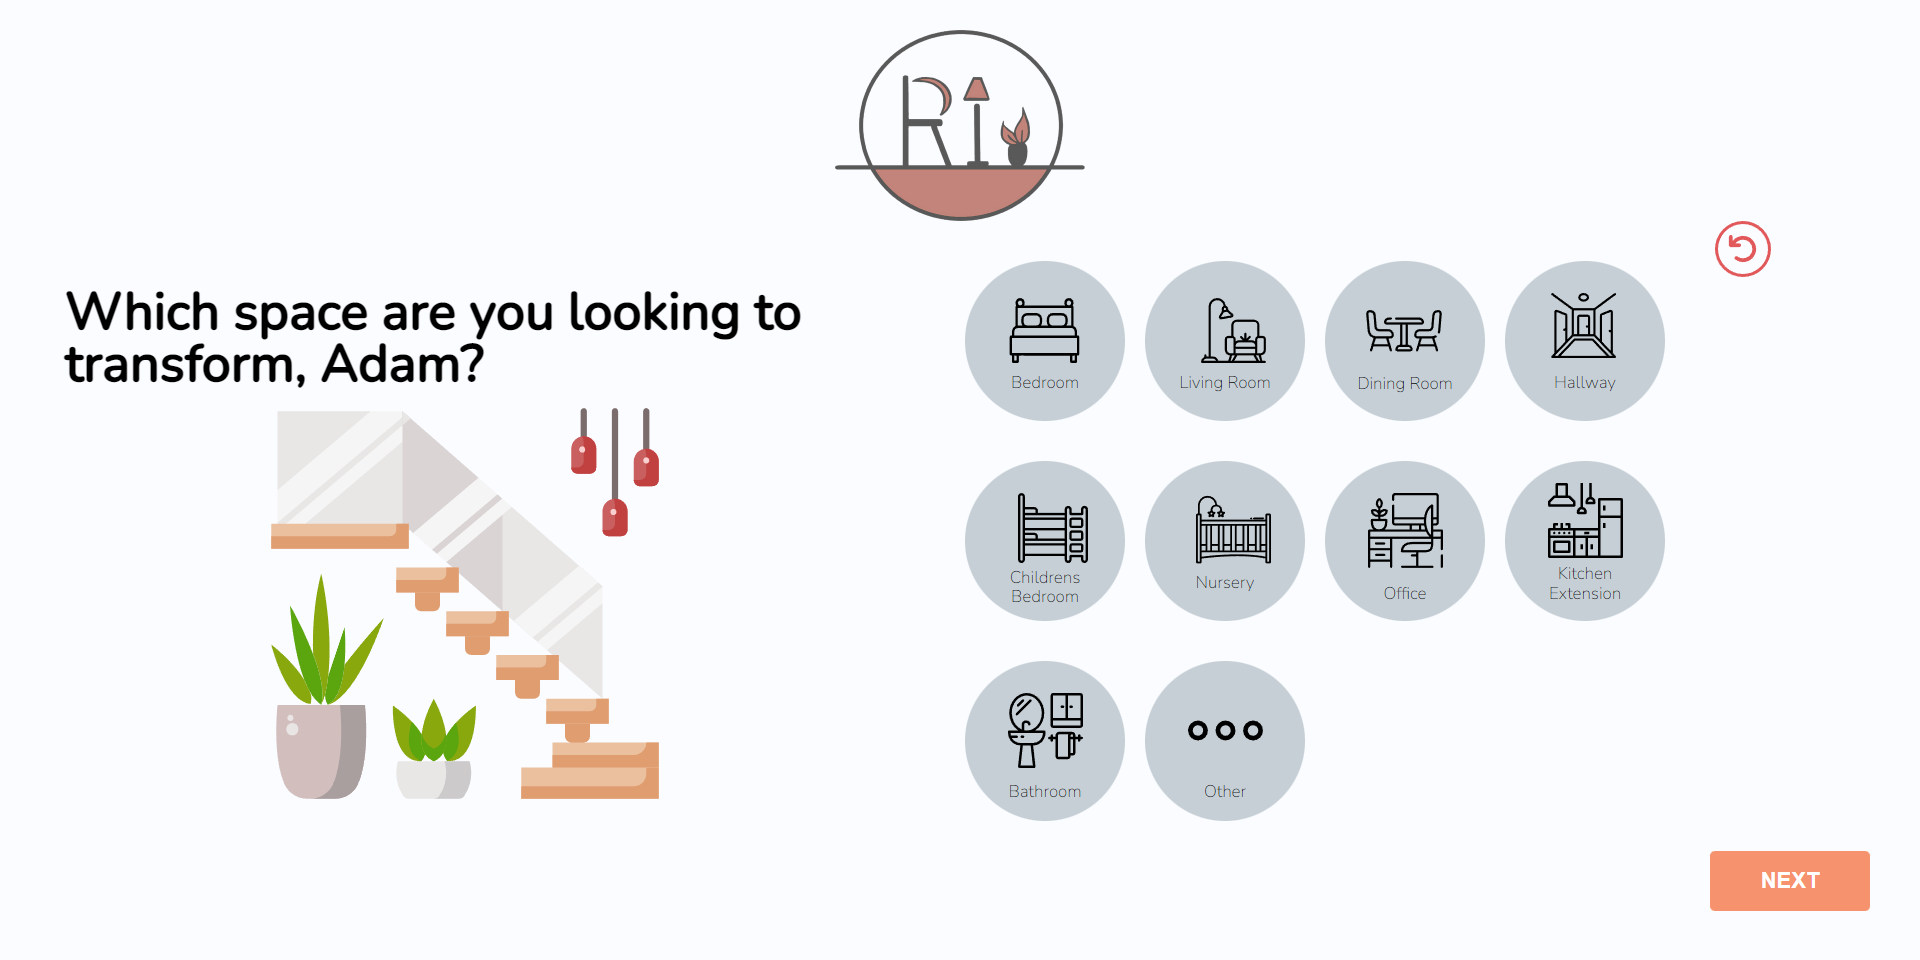 Ri
Which space are you looking to
transform, Adam?
Bedroom
Living Room
Dining Room
Hallway
Childrens
Bedroom
Nursery
Office
Kitchen
Extension
Bathroom
Other
NEXT